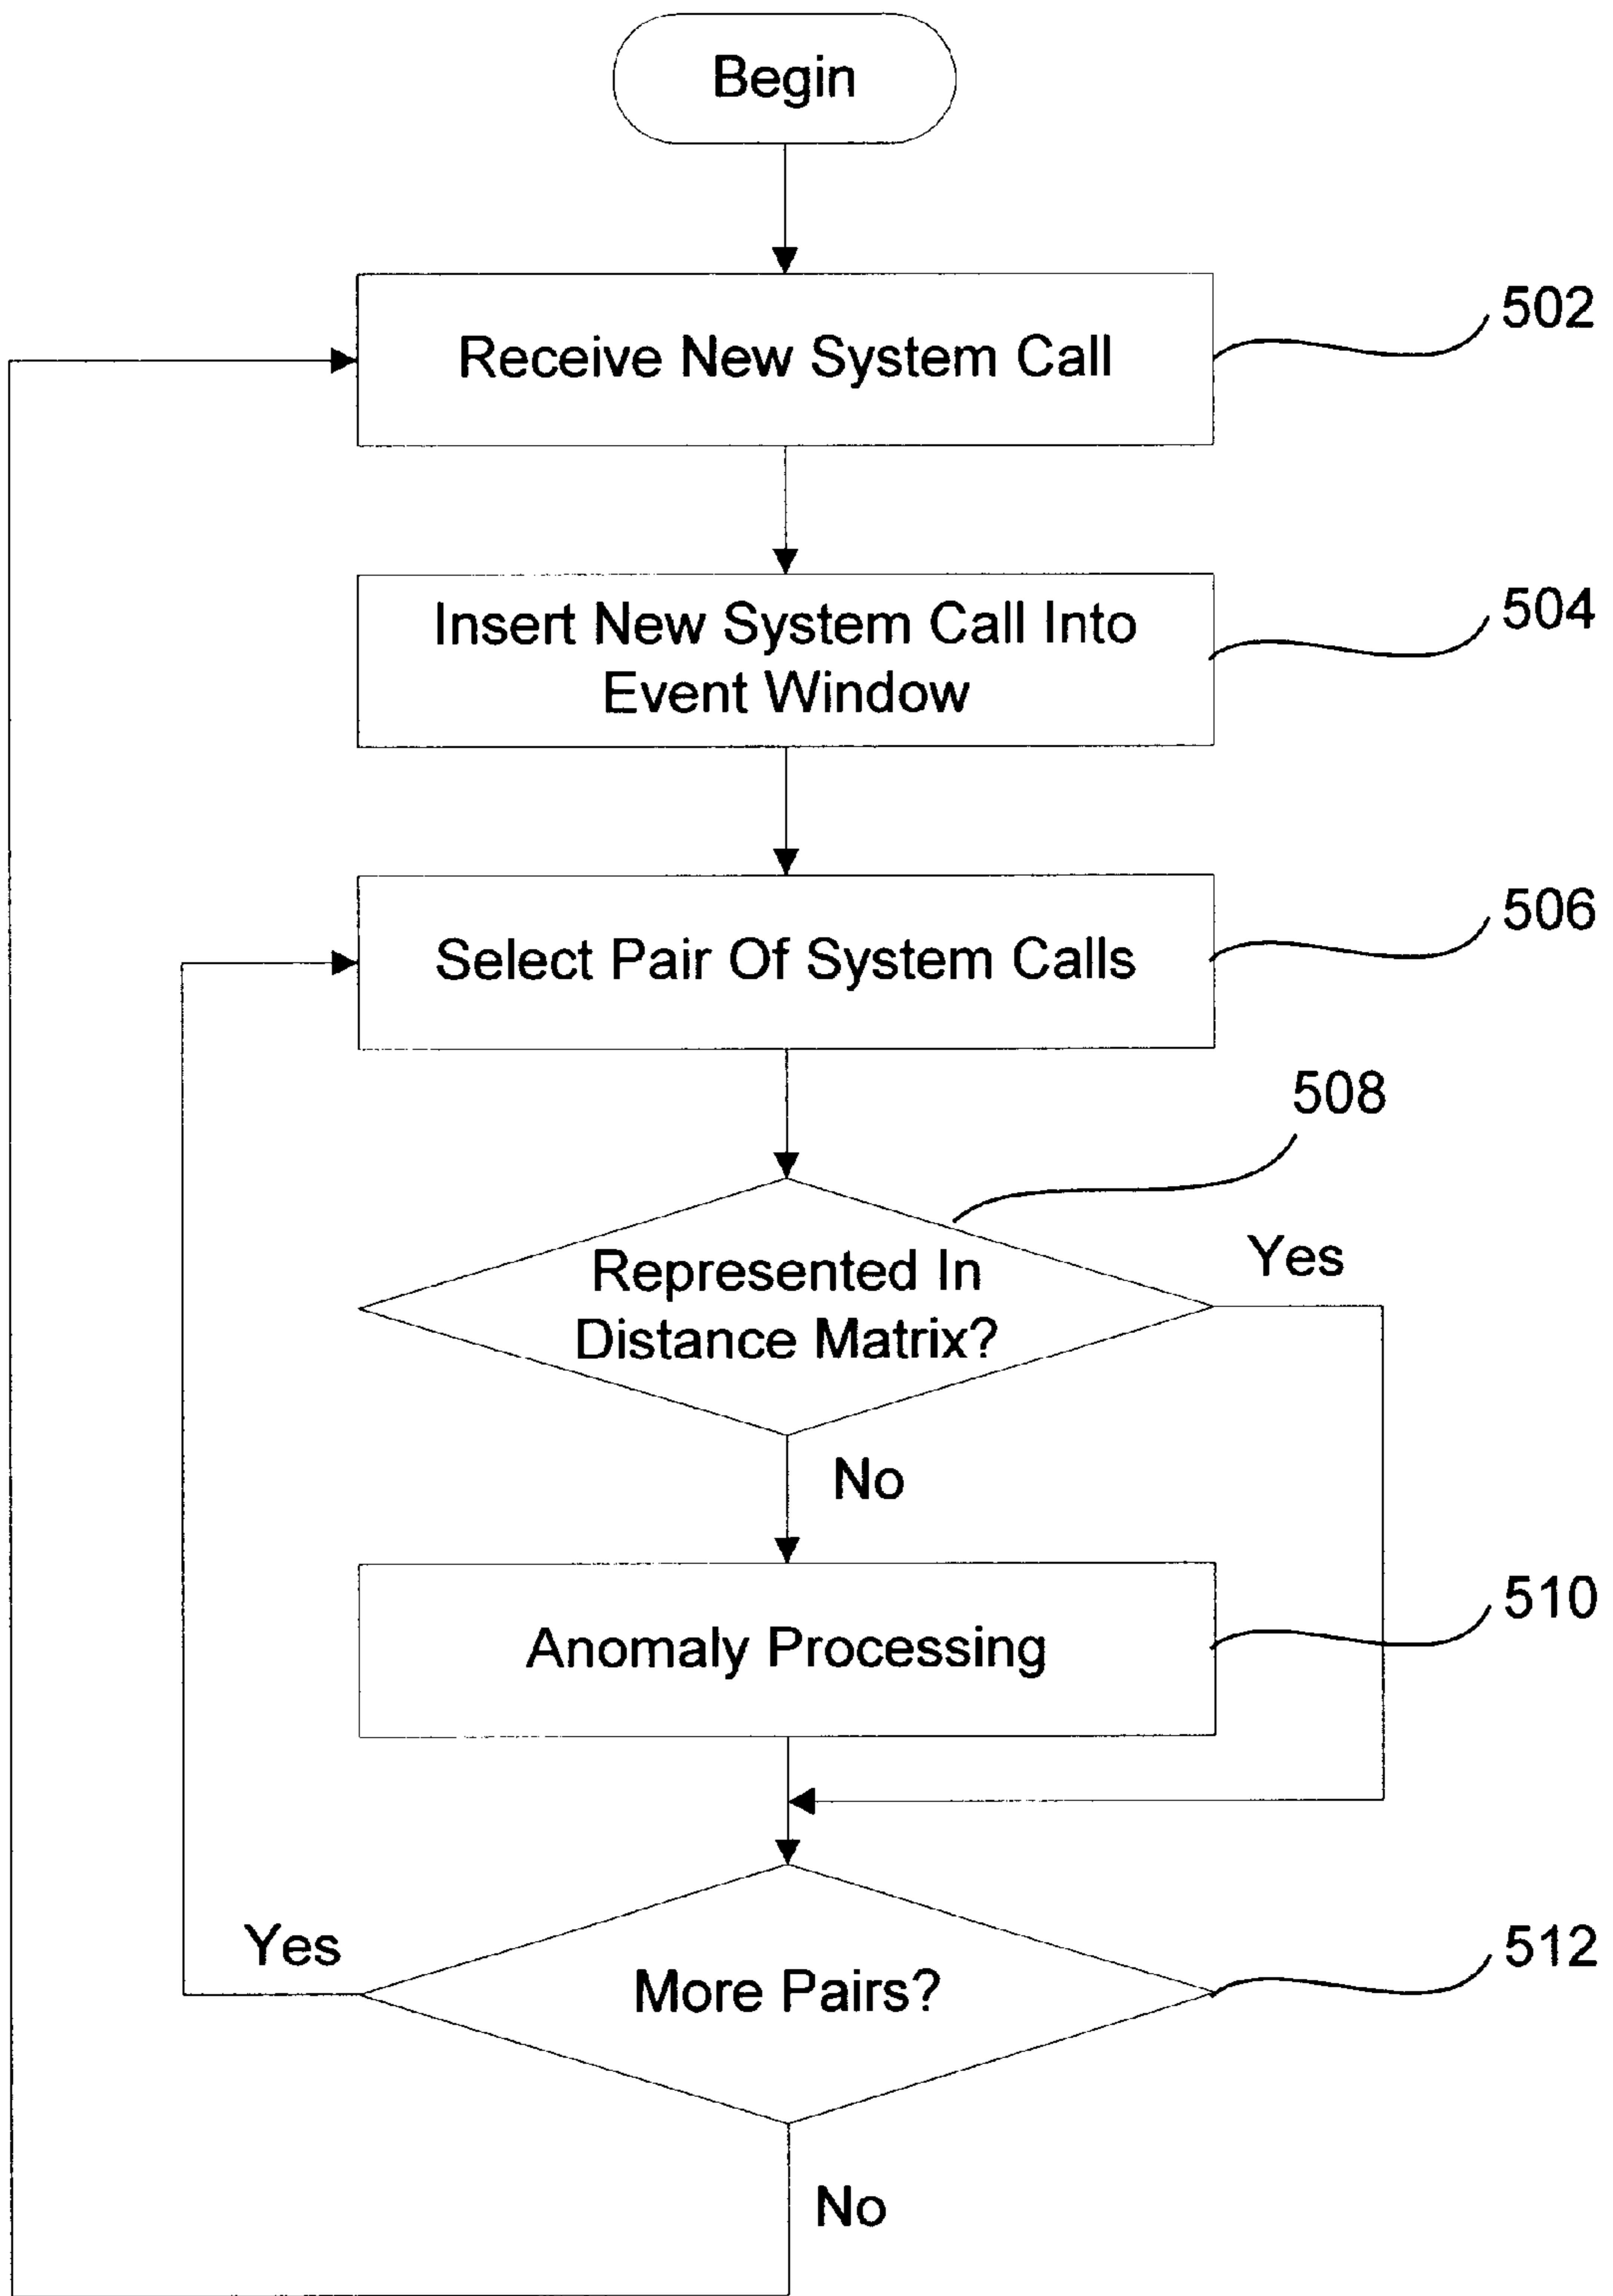 Begin
Receive New System Call
502
Insert New System Call Into
Event Window
504
Select Pair Of System Calls
506
508
Represented In
Distance Matrix?
Yes
No
Anomaly Processing
510
Yes
More Pairs?
512
No